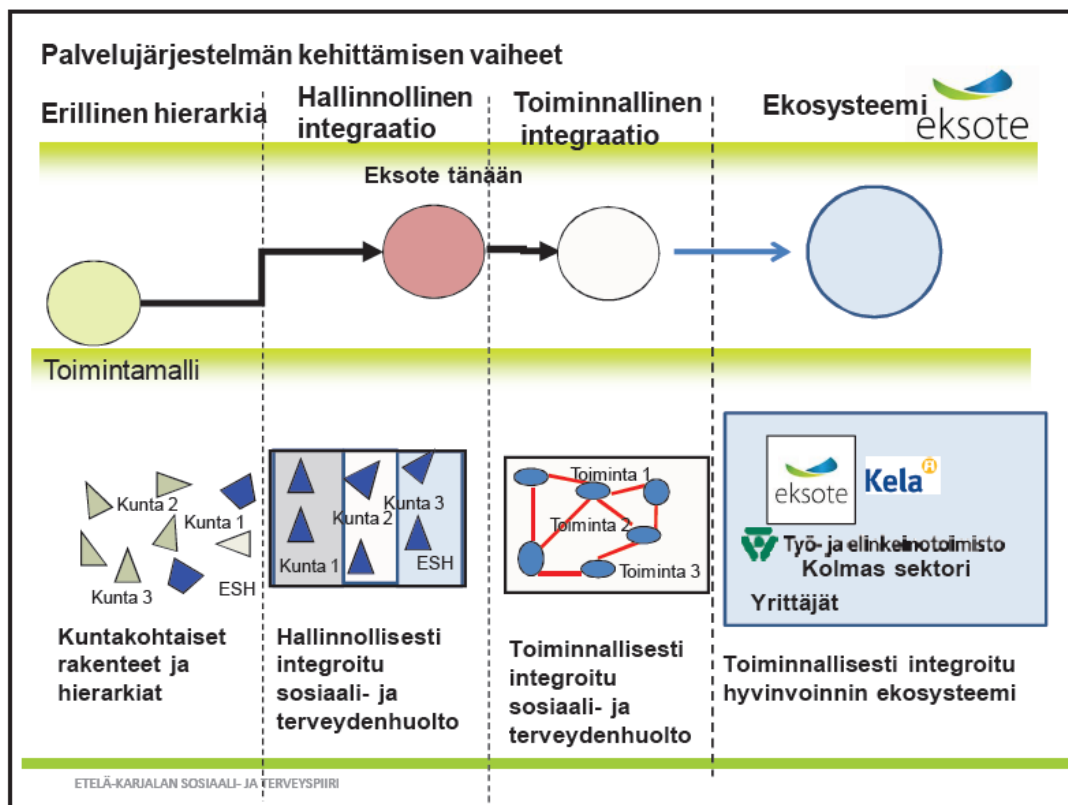 Palvelujärjestelmän kehittämisen vaiheet
Erillinen hierarkia
Hallinnollinen
integraatio
Toiminnallinen
integraatio
Ekosysteemi
eksote
Eksote tänään
Toimintamalli
Kunta 2
Kunta 1
Kunta 3
ESH
Kunta 3
Kunta 2
Kunta 1
ESH
Toiminta 1
Toiminta 2
Toiminta 3
eksote
Kela
Työ- ja elinkeinotoimisto
Kolmas sektori
Yrittäjät
Kuntakohtaiset
rakenteet ja
hierarkiat
Hallinnollisesti
integroitu
sosiaali- ja
terveydenhuolto
Toiminnallisesti
integroitu
sosiaali- ja
terveydenhuolto
Toiminnallisesti integroitu
hyvinvoinnin ekosysteemi
ETELÄ-KARJALAN SOSIAALI- JA TERVEYSPIIRI